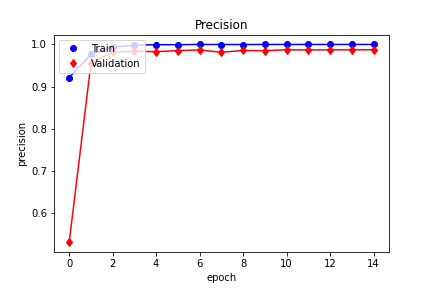 Precision
1.0
0.9
0.8
0.7
0.6
precision
Train
Validation
0 2 4 6 8 10 12 14
epoch